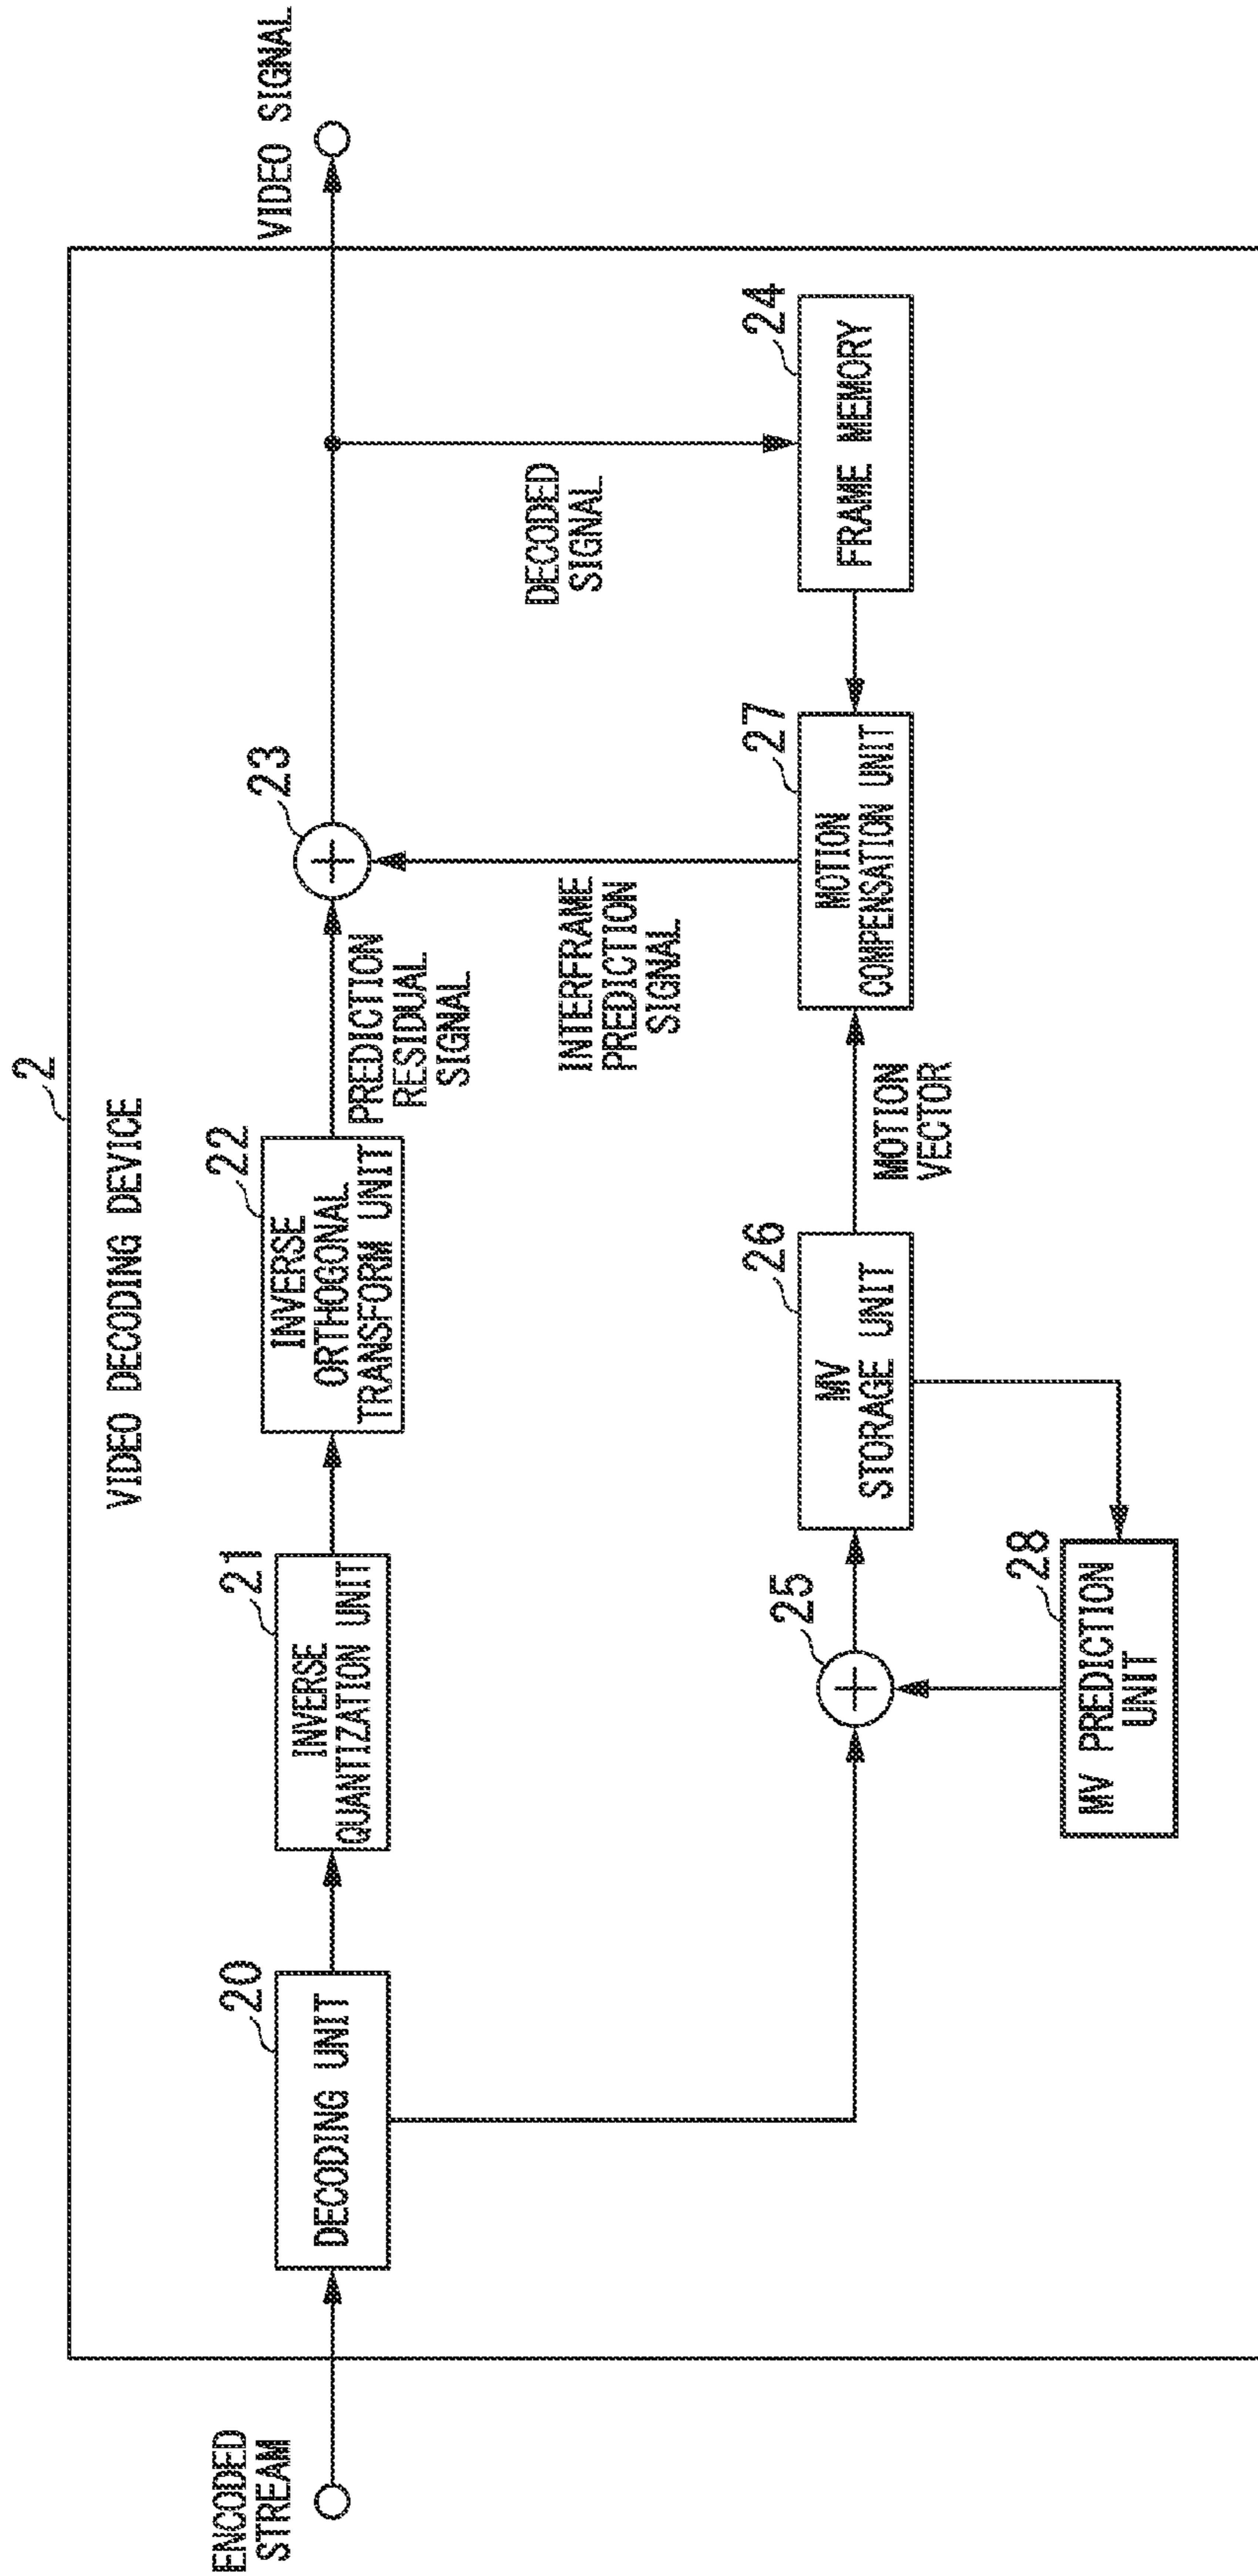 2
VIDEO DECODING DEVICE
ENCODED
STREAM
20
DECODING UNIT
21
INVERSE
QUANTIZATION UNIT
22
INVERSE
ORTHOGONAL
TRANSFORM UNIT
PREDICTION
RESIDUAL
SIGNAL
23
VIDEO SIGNAL
DECODED
SIGNAL
INTERFRAME
PREDICTION
SIGNAL
25
26
MV
STORAGE UNIT
MOTION
VECTOR
27
MOTION
COMPENSATION UNIT
24
FRAME MEMORY
28
MV PREDICTION
UNIT